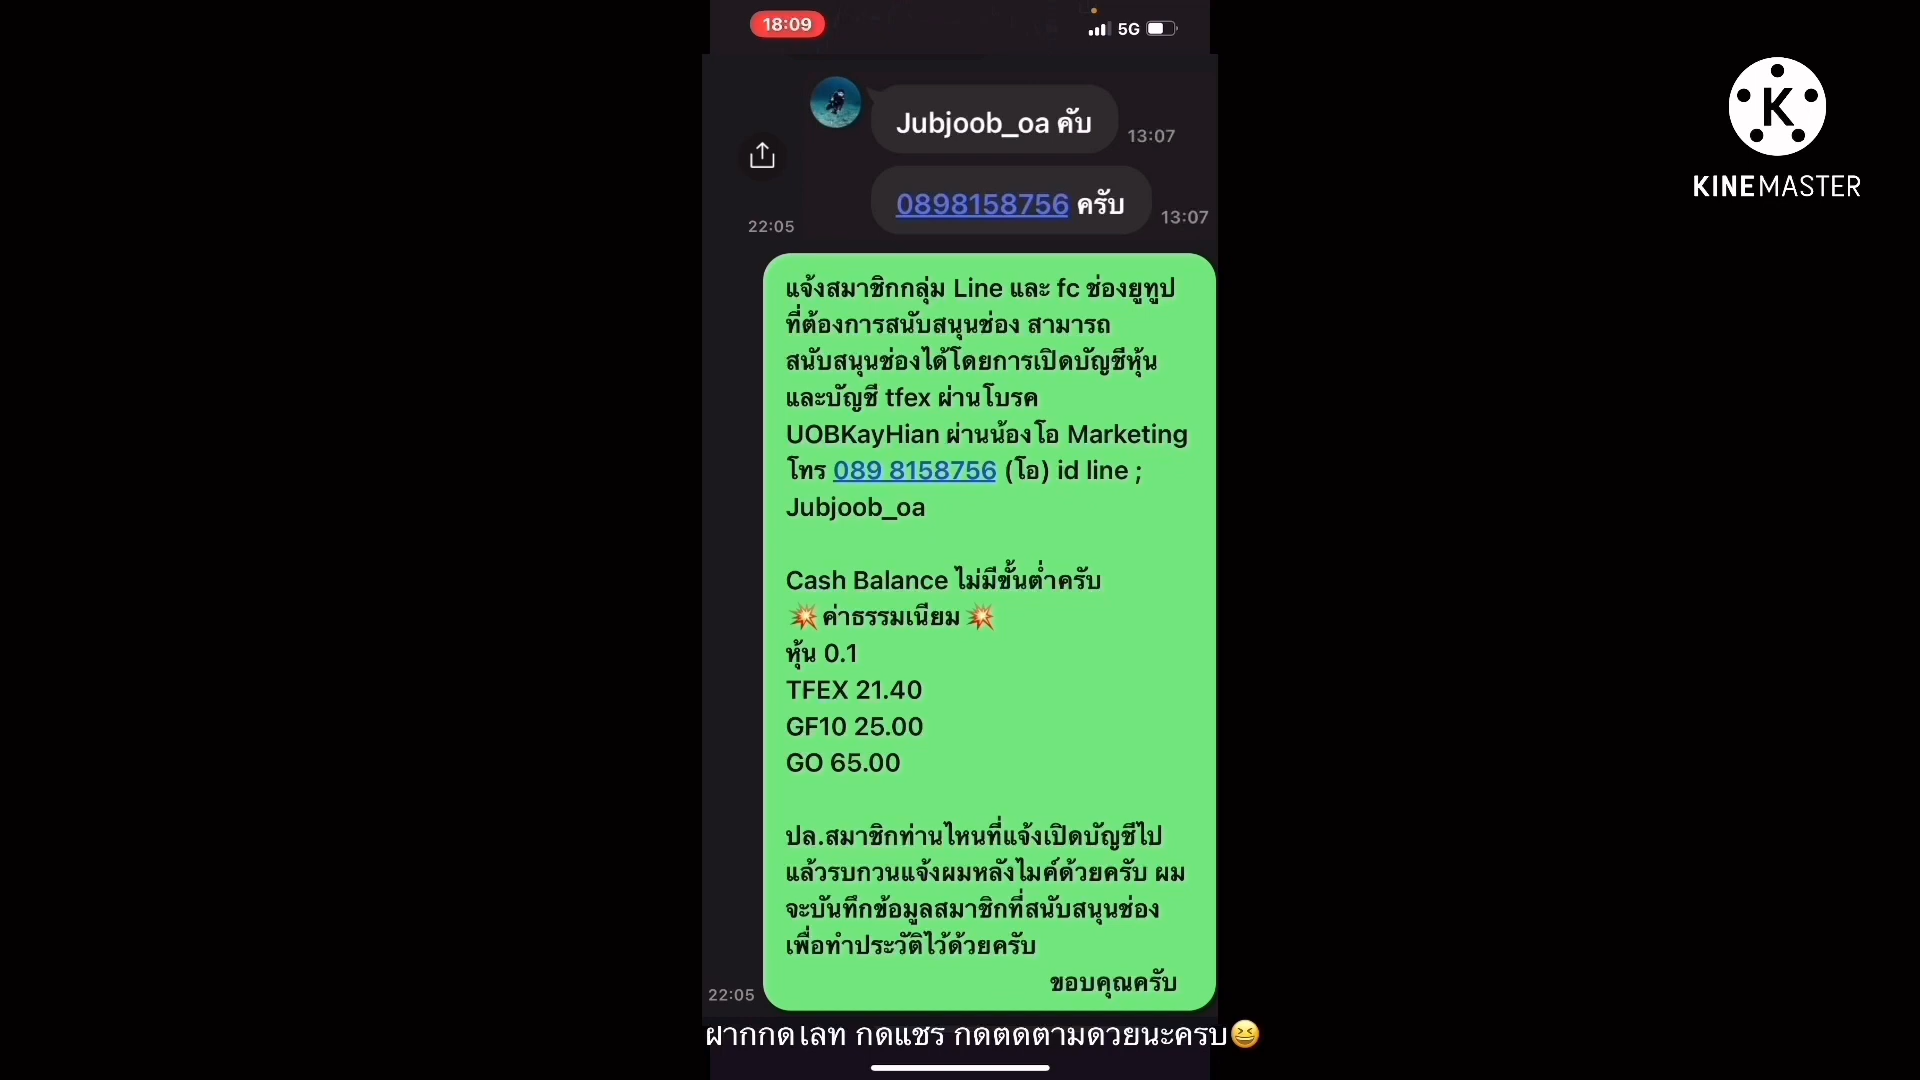 18:09
5G
Jubjoob_oa คับ
13:07
0898158756 ครับ
13:07
22:05
แจ้งสมาชิกกลุ่ม Line และ fc ช่องยูทูป
ที่ต้องการสนับสนุนช่อง สามารถ
สนับสนุนช่องได้โดยการเปิดบัญชีหุ้น
และบัญชี tfex ผ่านโบรค
UOBKayHian ผ่านน้องโอ Marketing
โทร 089 8158756 (โอ) id line ;
Jubjoob_oa
Cash Balance ไม่มีขั้นต่ำครับ
💥ค่าธรรมเนียม💥
หุ้น 0.1
TFEX 21.40
GF10 25.00
GO 65.00
ปล.สมาชิกท่านไหนที่แจ้งเปิดบัญชีไป
แล้วรบกวนแจ้งผมหลังไมค์ด้วยครับ ผม
จะบันทึกข้อมูลสมาชิกที่สนับสนุนช่อง
เพื่อทำประวัติไว้ด้วยครับ
ขอบคุณครับ
22:05
ฝากกดไลท์ กดแชร์ กดติดตามด้วยนะครับ😆
K
KINEMASTER